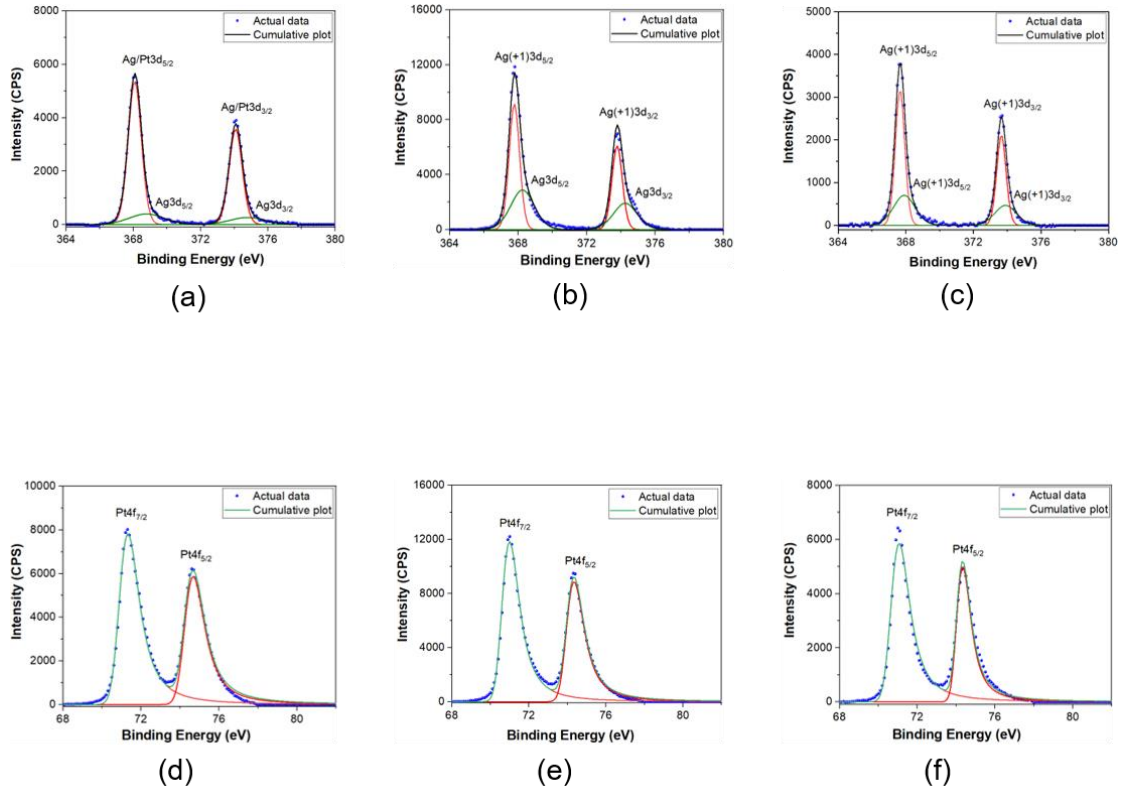 8000
6000
4000
2000
0
Intensity (CPS)
Actual data
Cumulative plot
Ag/Pt3d5/2
Ag/Pt3d3/2
Ag3d5/2
Ag3d3/2
364 368 372 376 380
Binding Energy (eV)
(a)
16000
12000
8000
4000
0
Intensity (CPS)
Actual data
Cumulative plot
Ag(+1)3d5/2
Ag(+1)3d3/2
Ag3d5/2
Ag3d3/2
364 368 372 376 380
Binding Energy (eV)
(b)
5000
4000
3000
2000
1000
0
Intensity (CPS)
Actual data
Cumulative plot
Ag(+1)3d5/2
Ag(+1)3d3/2
Ag(+1)3d5/2
Ag(+1)3d3/2
364 368 372 376 380
Binding Energy (eV)
(c)
10000
8000
6000
4000
2000
0
Intensity (CPS)
Actual data
Cumulative plot
Pt4f7/2
Pt4f5/2
68 72 76 80
Binding Energy (eV)
(d)
16000
12000
8000
4000
0
Intensity (CPS)
Actual data
Cumulative plot
Pt4f7/2
Pt4f5/2
68 72 76 80
Binding Energy (eV)
(e)
8000
6000
4000
2000
0
Intensity (CPS)
Actual data
Cumulative plot
Pt4f7/2
Pt4f5/2
68 72 76 80
Binding Energy (eV)
(f)